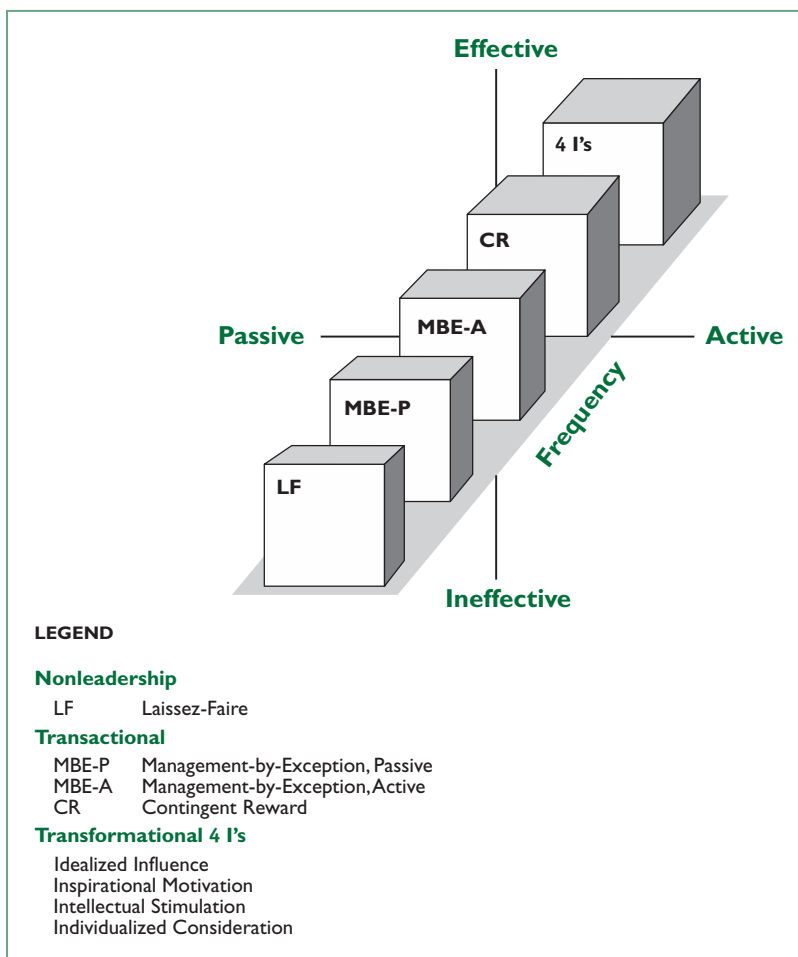 Effective
4 I's
CR
Passive
MBE-A
Active
MBE-P
Frequency
LF
Ineffective
LEGEND
Nonleadership
LF Laissez-Faire
Transactional
MBE-P Management-by-Exception, Passive
MBE-A Management-by-Exception, Active
CR Contingent Reward
Transformational 4 I's
Idealized Influence
Inspirational Motivation
Intellectual Stimulation
Individualized Consideration